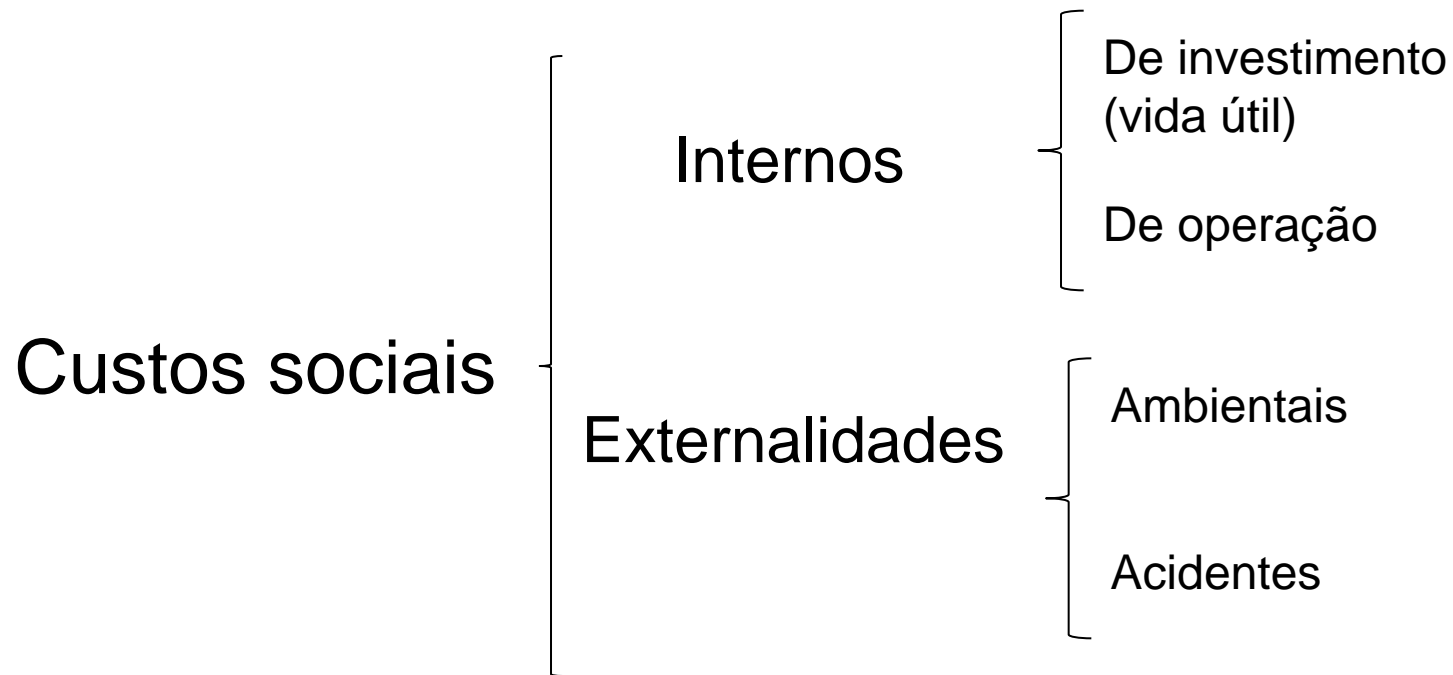 Custos sociais
Internos
De investimento
(vida útil)
De operação
Externalidades
Ambientais
Acidentes